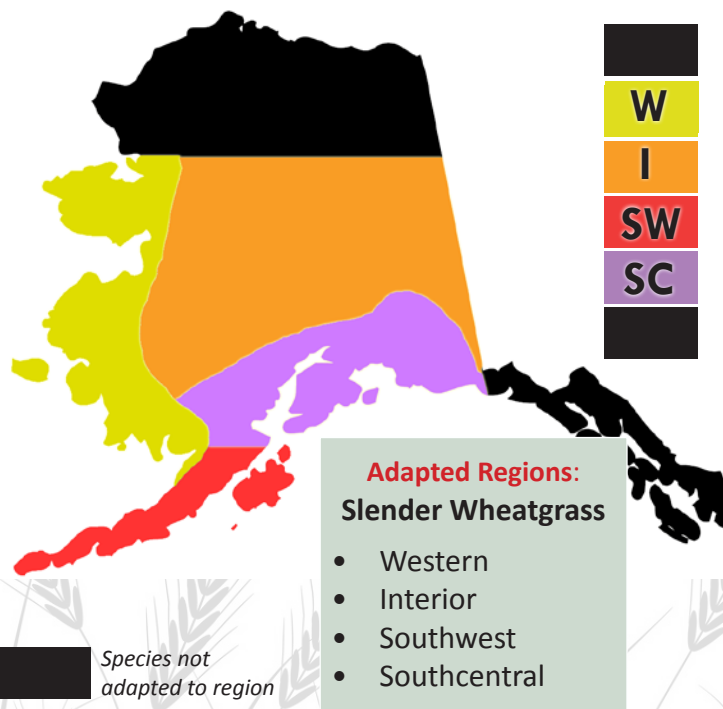 W
I
SW
SC
Adapted Regions:
Slender Wheatgrass
• Western
• Interior
• Southwest
• Southcentral
Species not
adapted to region